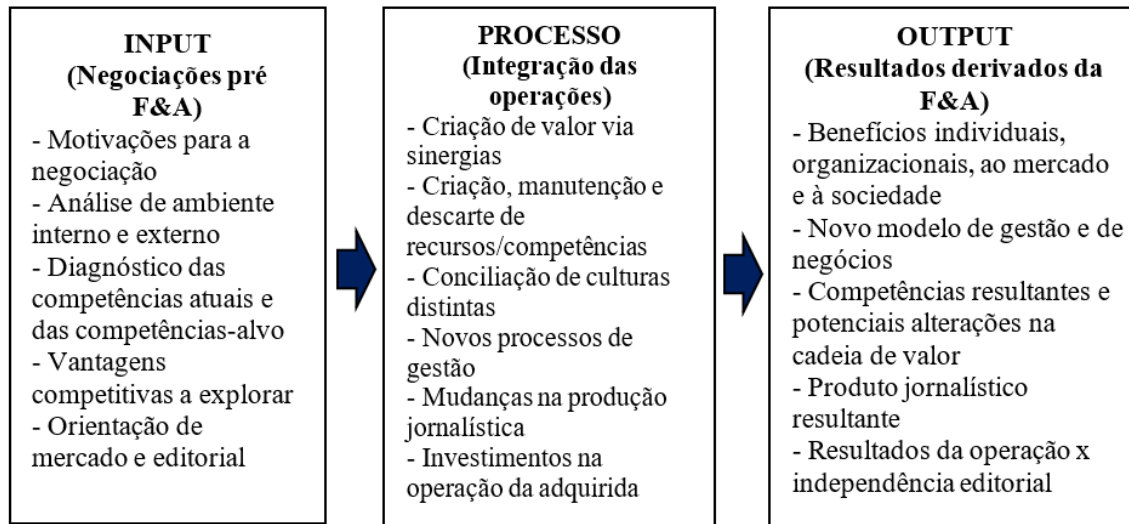 INPUT
(Negociações pré
F&A)
- Motivações para a
negociação
- Análise de ambiente
interno e externo
- Diagnóstico das
competências atuais e
das competências-alvo
- Vantagens
competitivas a explorar
- Orientação de
mercado e editorial
PROCESSO
(Integração das
operações)
- Criação de valor via
sinergias
- Criação, manutenção e
descarte de
recursos/competências
- Conciliação de culturas
distintas
- Novos processos de
gestão
- Mudanças na produção
jornalística
- Investimentos na
operação da adquirida
OUTPUT
(Resultados derivados da
F&A)
- Benefícios individuais,
organizacionais, ao mercado
e à sociedade
- Novo modelo de gestão e de
negócios
- Competências resultantes e
potenciais alterações na
cadeia de valor
- Produto jornalístico
resultante
- Resultados da operação x
independência editorial